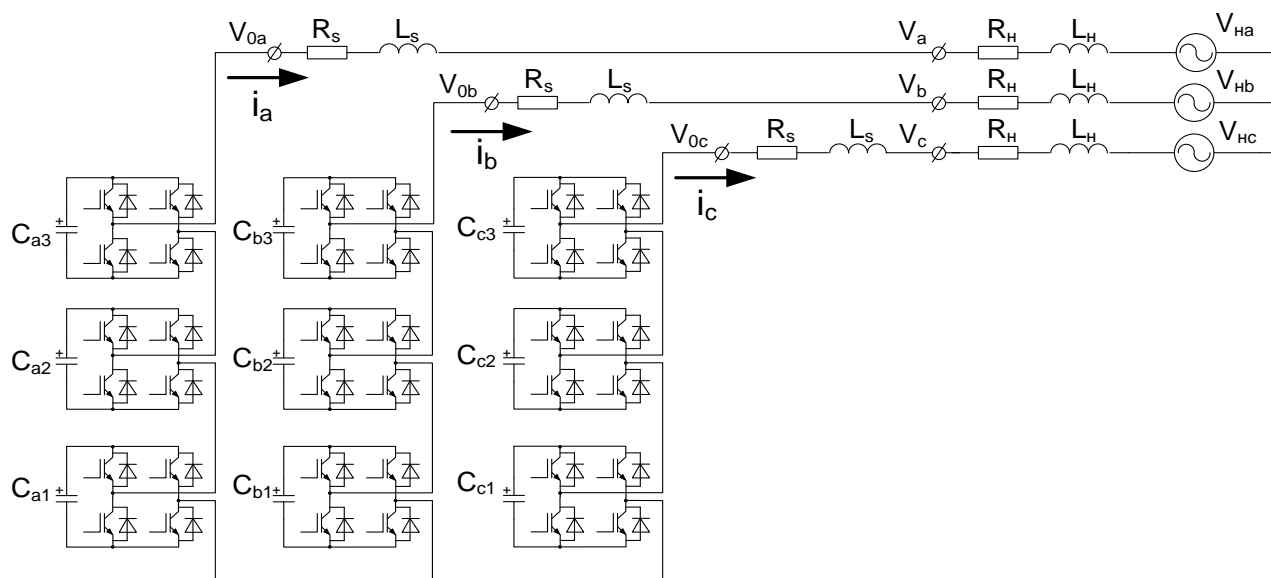 V0a Rs Ls Va RH LH VHa
ia
V0b Rs Ls Vb RH LH VHb
ib
V0c Rs Ls Vc RH LH VHc
ic
+ Ca3 + Cb3 + Cc3
+ Ca2 + Cb2 + Cc2
+ Ca1 + Cb1 + Cc1